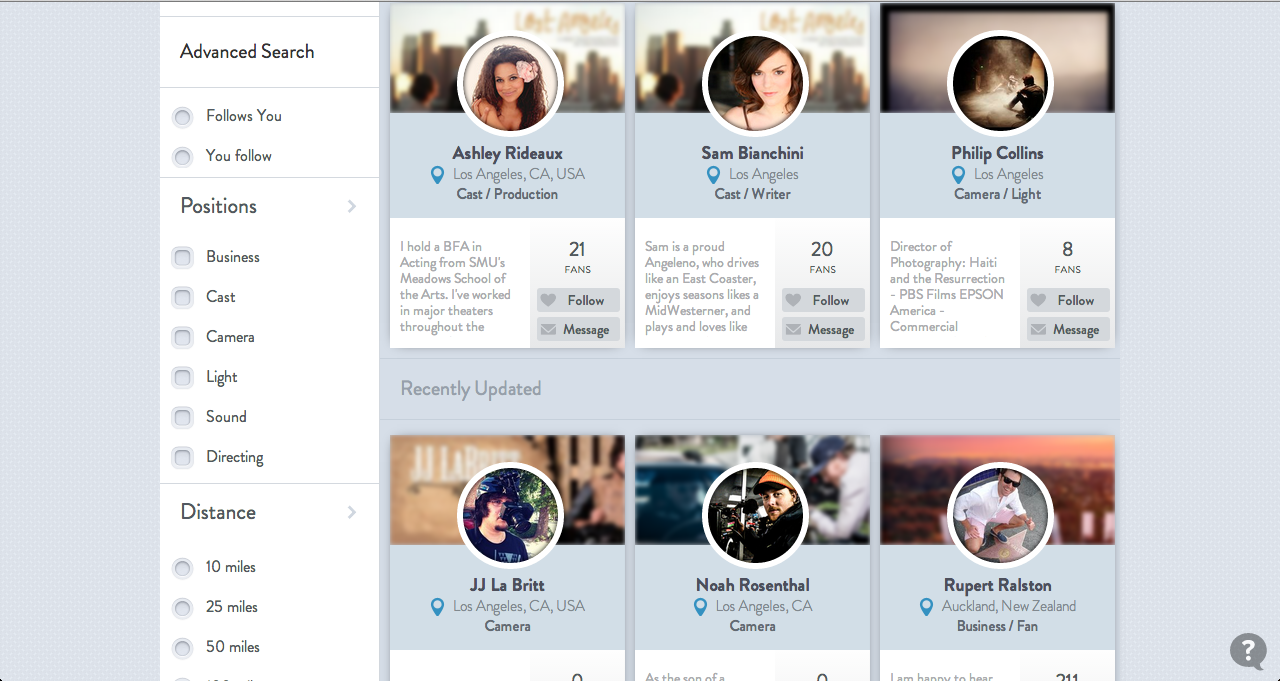 Advanced Search
Follows You
You follow
Positions
Business
Cast
Camera
Light
Sound
Directing
Distance
10 miles
25 miles
50 miles
Lost Angeles
Ashley Rideaux
Los Angeles, CA, USA
Cast / Production
I hold a BFA in
Acting from SMU's
Meadows School of
the Arts. I've worked
in major theaters
throughout the
21
FANS
Follow
Message
Lost Angeles
Sam Bianchini
Los Angeles
Cast / Writer
Sam is a proud
Angeleno, who drives
like an East Coaster,
enjoys seasons likes a
MidWesterner, and
plays and loves like
20
FANS
Follow
Message
Philip Collins
Los Angeles
Camera / Light
Director of
Photography: Haiti
and the Resurrection
- PBS Films EPSON
America -
Commercial
8
FANS
Follow
Message
Recently Updated
JJ LaBritt
JJ La Britt
Los Angeles, CA, USA
Camera
0
Noah Rosenthal
Los Angeles, CA
Camera
As the son of a
0
Rupert Ralston
Auckland, New Zealand
Business / Fan
I am happy to hear
211
?